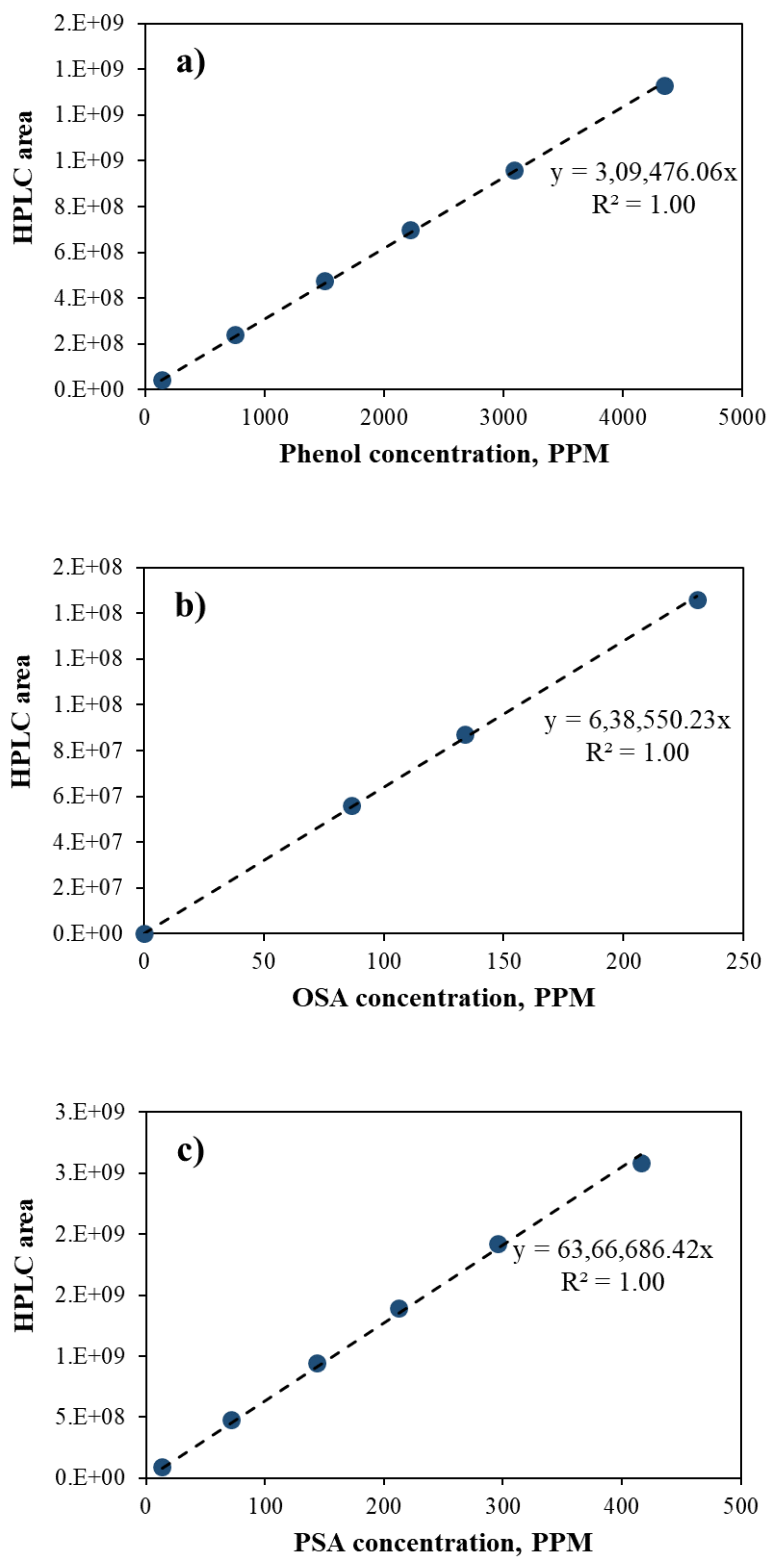 a)
2.E+09
1.E+09
1.E+09
1.E+09
8.E+08
6.E+08
4.E+08
2.E+08
0.E+00
HPLC area
y = 3,09,476.06x
R² = 1.00
0 1000 2000 3000 4000 5000
Phenol concentration, PPM
b)
2.E+08
1.E+08
1.E+08
1.E+08
8.E+07
6.E+07
4.E+07
2.E+07
0.E+00
HPLC area
y = 6,38,550.23x
R² = 1.00
0 50 100 150 200 250
OSA concentration, PPM
c)
3.E+09
3.E+09
2.E+09
2.E+09
1.E+09
5.E+08
0.E+00
HPLC area
y = 63,66,686.42x
R² = 1.00
0 100 200 300 400 500
PSA concentration, PPM